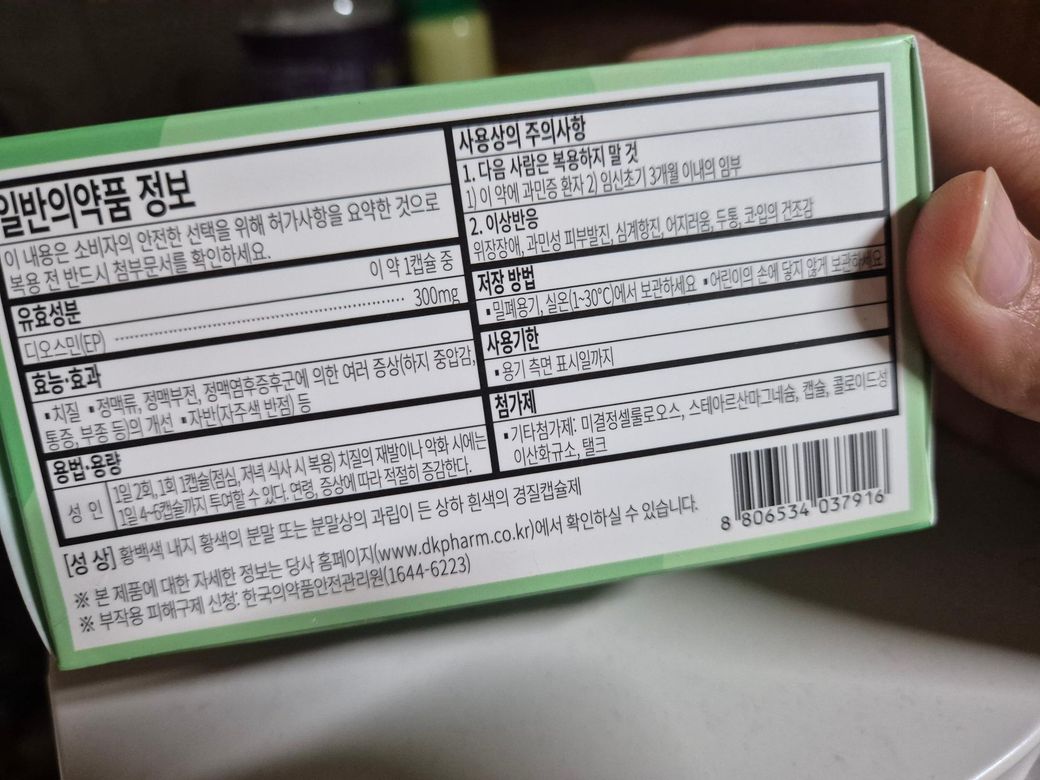 일반의약품 정보
이 내용은 소비자의 안전한 선택을 위해 허가사항을 요약한 것으로
복용 전 반드시 첨부문서를 확인하세요.
유효성분
이 약 1캡슐 중
디오스민(EP) ······················ 300mg
효능·효과
▪치질 ▪정맥류, 정맥부전, 정맥염후증후군에 의한 여러 증상(하지 중압감,
통증, 부종 등)의 개선 ▪자반(자주색 반점) 등
용법·용량
성 인
1일 2회, 1회 1캡슐(점심, 저녁 식사 시 복용) 치질의 재발이나 악화 시에는
1일 4~6캡슐까지 투여할 수 있다. 연령, 증상에 따라 적절히 증감한다.
[성 상] 황백색 내지 황색의 분말 또는 분말상의 과립이 든 상하 흰색의 경질캡슐제
※ 본 제품에 대한 자세한 정보는 당사 홈페이지(www.dkpharm.co.kr)에서 확인하실 수 있습니다.
※ 부작용 피해구제 신청: 한국의약품안전관리원(1644-6223)
사용상의 주의사항
1. 다음 사람은 복용하지 말 것
1) 이 약에 과민증 환자 2) 임신초기 3개월 이내의 임부
2. 이상반응
위장장애, 과민성 피부발진, 심계항진, 어지러움, 두통, 코·입의 건조감
저장 방법
▪밀폐용기, 실온(1~30°C)에서 보관하세요 ▪어린이의 손에 닿지 않게 보관하세요
사용기한
▪용기 측면 표시일까지
첨가제
▪기타첨가제: 미결정셀룰로오스, 스테아르산마그네슘, 캡슐, 콜로이드성
이산화규소, 탤크
8 806534 037916